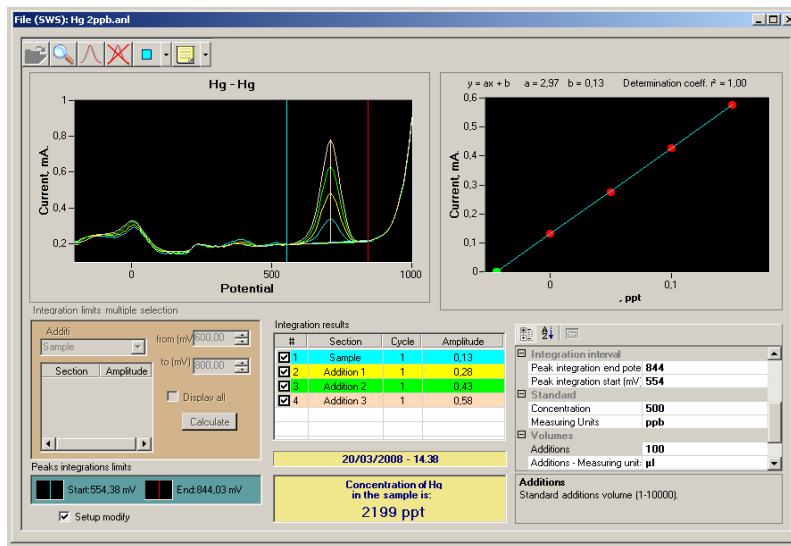 File (SWS): Hg 2ppb.anl
Hg - Hg
1
0,8
0,6
0,4
0,2
Current, mA.
0 500 1000
Potential
y = ax + b a = 2,97 b = 0,13 Determination coeff. r² = 1,00
0,6
0,5
0,4
0,3
0,2
0,1
0
Current, mA.
0 0,1
, ppt
Integration limits multiple selection
Additi
Sample
from (mV
600,00
to (mV)
800,00
Section Amplitude
Display all
Calculate
Peaks integrations limits
Start:554,38 mV End:844,03 mV
Setup modify
Integration results
# Section Cycle Amplitude
1 Sample 1 0,13
2 Addition 1 1 0,28
3 Addition 2 1 0,43
4 Addition 3 1 0,58
20/03/2008 - 14.38
Concentration of Hg
in the sample is:
2199 ppt
Integration interval
Peak integration end pote 844
Peak integration start (mV) 554
Standard
Concentration 500
Measuring Units ppb
Volumes
Additions 100
Additions - Measuring unit: µl
Additions
Standard additions volume (1-10000).